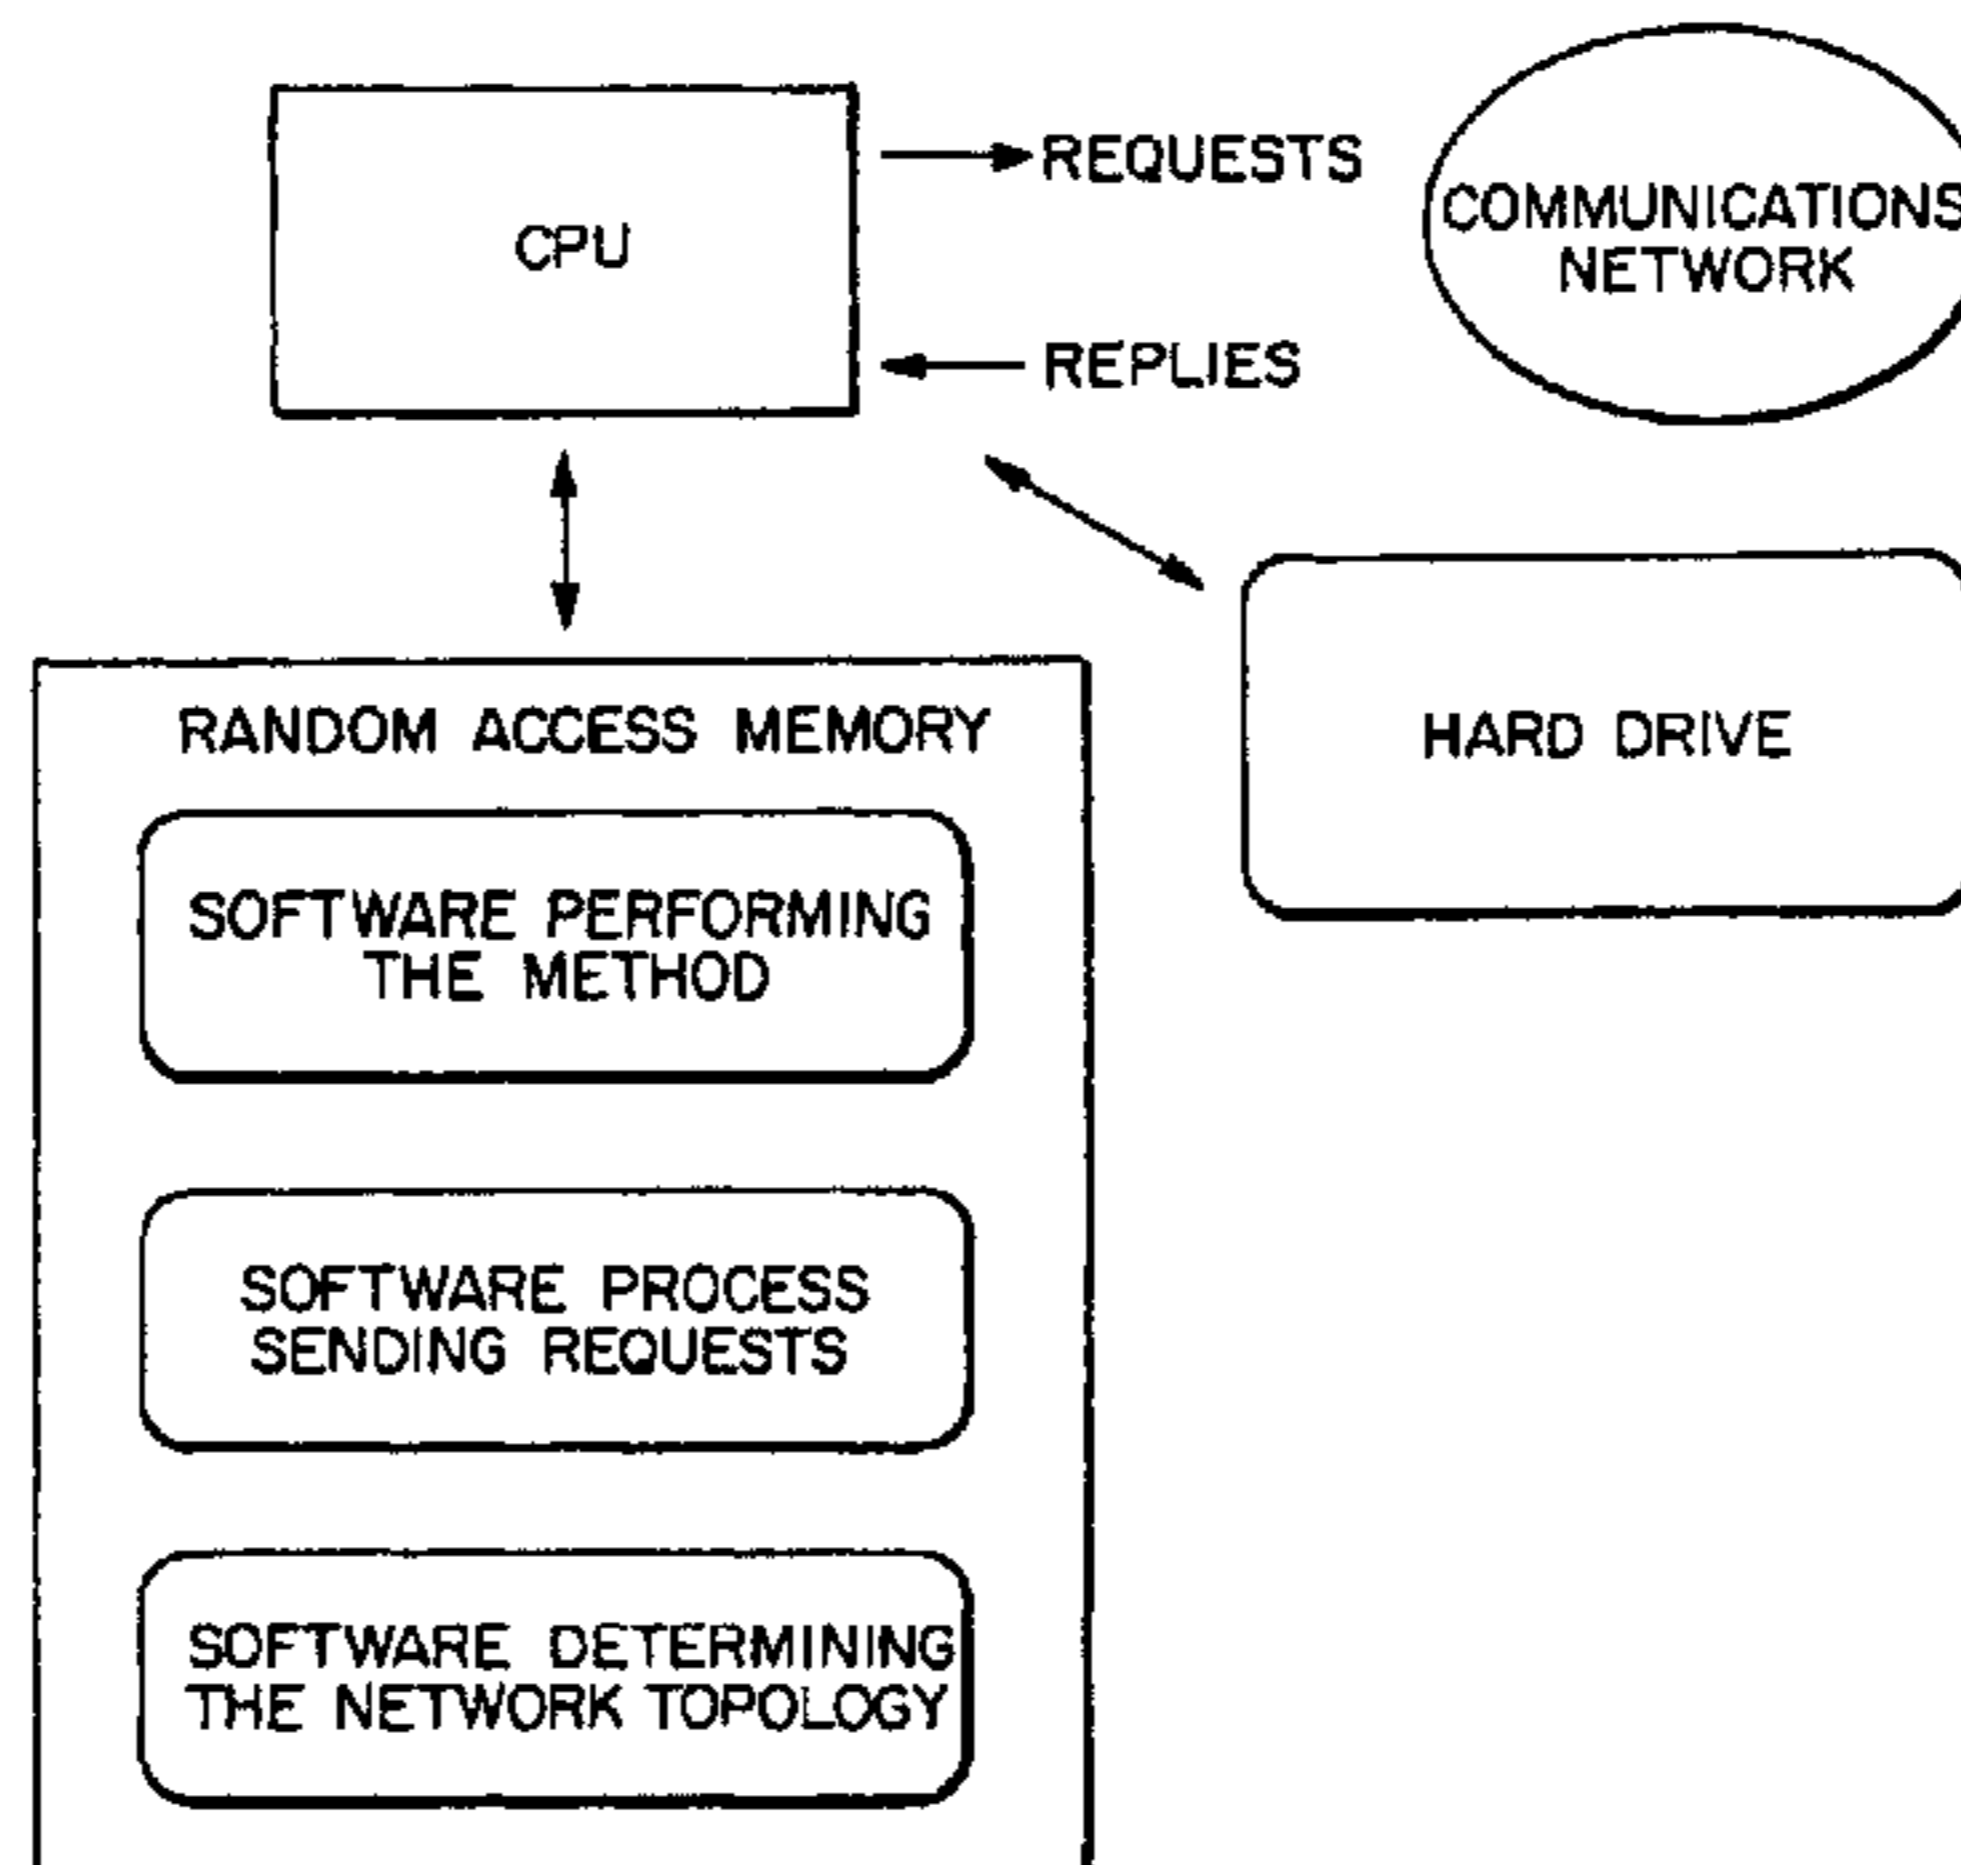 CPU
REQUESTS
REPLIES
COMMUNICATIONS
NETWORK
RANDOM ACCESS MEMORY
HARD DRIVE
SOFTWARE PERFORMING
THE METHOD
SOFTWARE PROCESS
SENDING REQUESTS
SOFTWARE DETERMINING
THE NETWORK TOPOLOGY